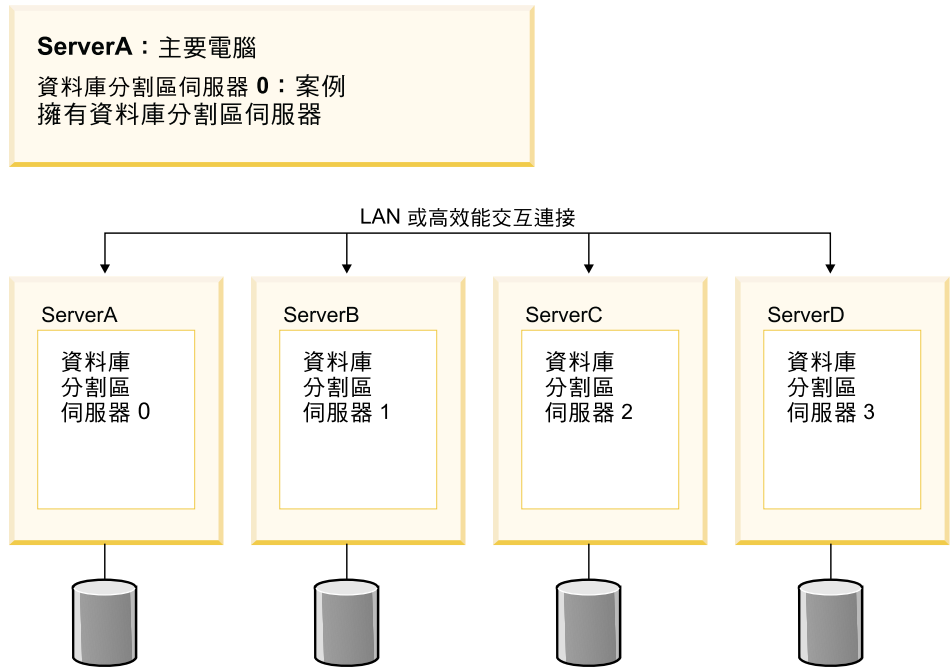 ServerA：主要電腦
資料庫分割區伺服器 0：案例
擁有資料庫分割區伺服器
LAN 或高效能交互連接
ServerA
資料庫
分割區
伺服器 0
ServerB
資料庫
分割區
伺服器 1
ServerC
資料庫
分割區
伺服器 2
ServerD
資料庫
分割區
伺服器 3